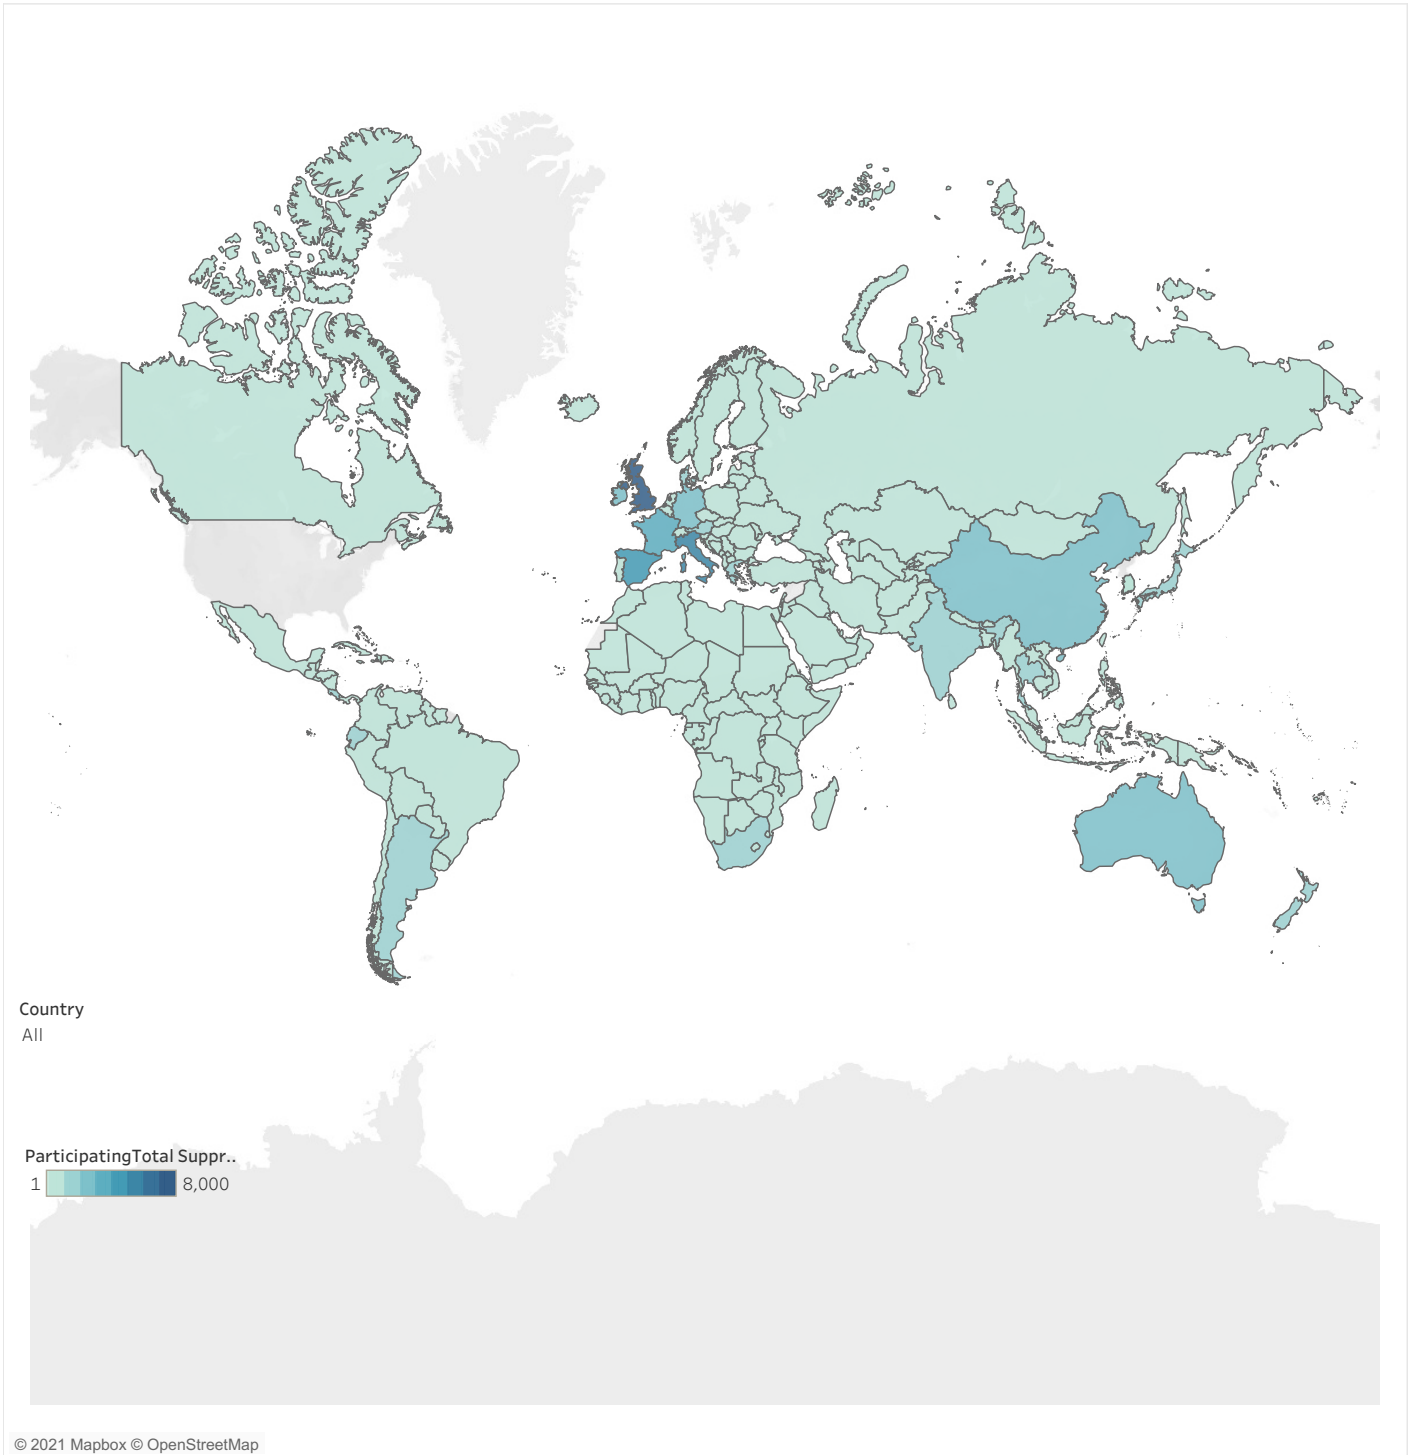 Country
All
ParticipatingTotal Suppr..
1 8,000
© 2021 Mapbox © OpenStreetMap